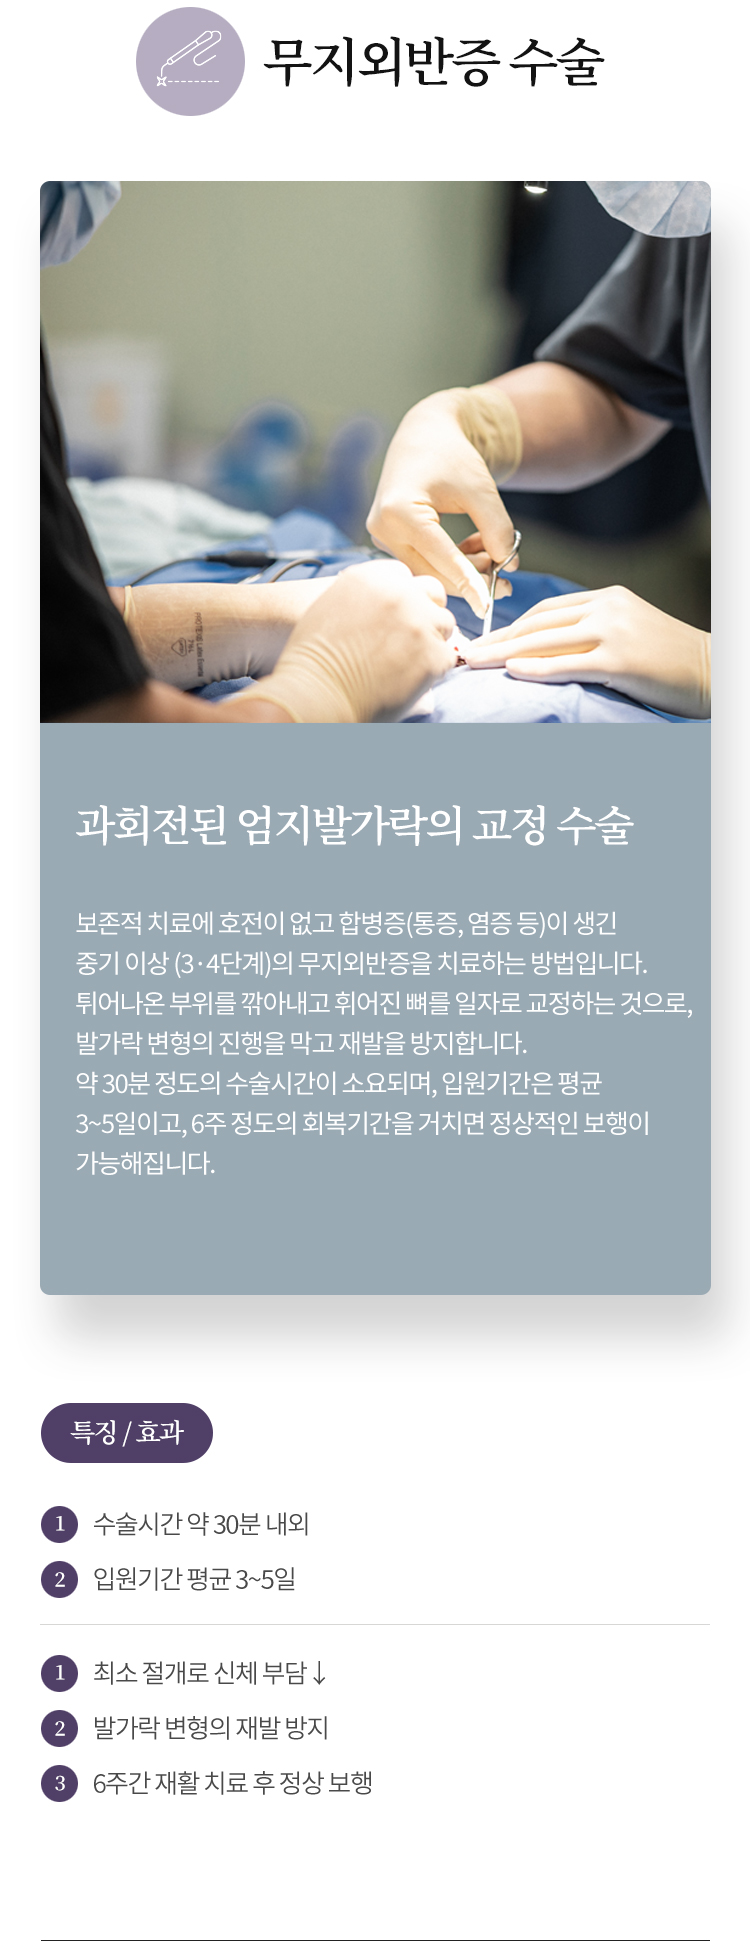 무지외반증 수술
과회전된 엄지발가락의 교정 수술
보존적 치료에 호전이 없고 합병증(통증, 염증 등)이 생긴
중기 이상 (3·4단계)의 무지외반증을 치료하는 방법입니다.
튀어나온 부위를 깎아내고 휘어진 뼈를 일자로 교정하는 것으로,
발가락 변형의 진행을 막고 재발을 방지합니다.
약 30분 정도의 수술시간이 소요되며, 입원기간은 평균
3~5일이고, 6주 정도의 회복기간을 거치면 정상적인 보행이
가능해집니다.
특징 / 효과
1 수술시간 약 30분 내외
2 입원기간 평균 3~5일
1 최소 절개로 신체 부담↓
2 발가락 변형의 재발 방지
3 6주간 재활 치료 후 정상 보행